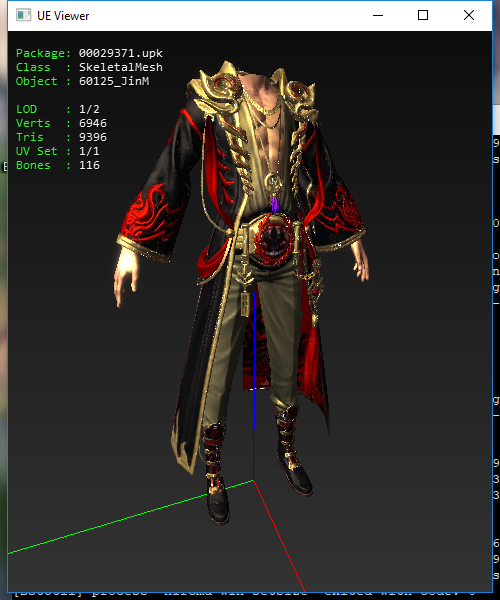 UE Viewer
Package: 00029371.upk
Class : SkeletalMesh
Object : 60125_JinM
LOD : 1/2
Verts : 6946
Tris : 9396
UV Set : 1/1
Bones : 116